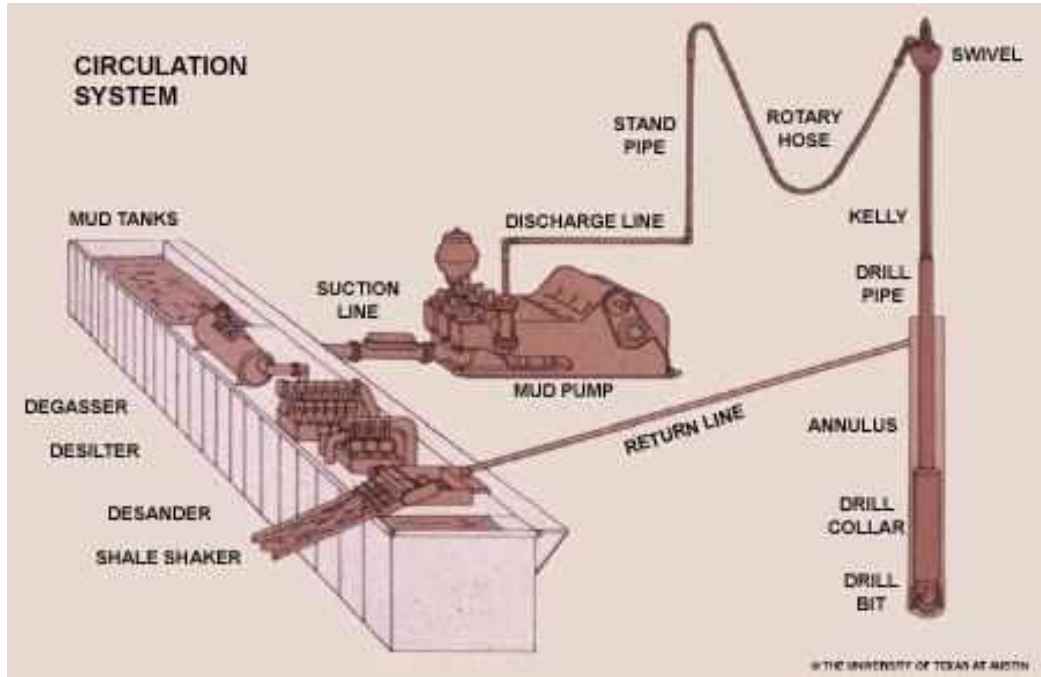 CIRCULATION
SYSTEM
SWIVEL
STAND
PIPE
ROTARY
HOSE
MUD TANKS
DISCHARGE LINE
KELLY
SUCTION
LINE
DRILL
PIPE
MUD PUMP
DEGASSER
RETURN LINE
ANNULUS
DESILTER
DESANDER
DRILL
COLLAR
SHALE SHAKER
DRILL
BIT
© THE UNIVERSITY OF TEXAS AT AUSTIN